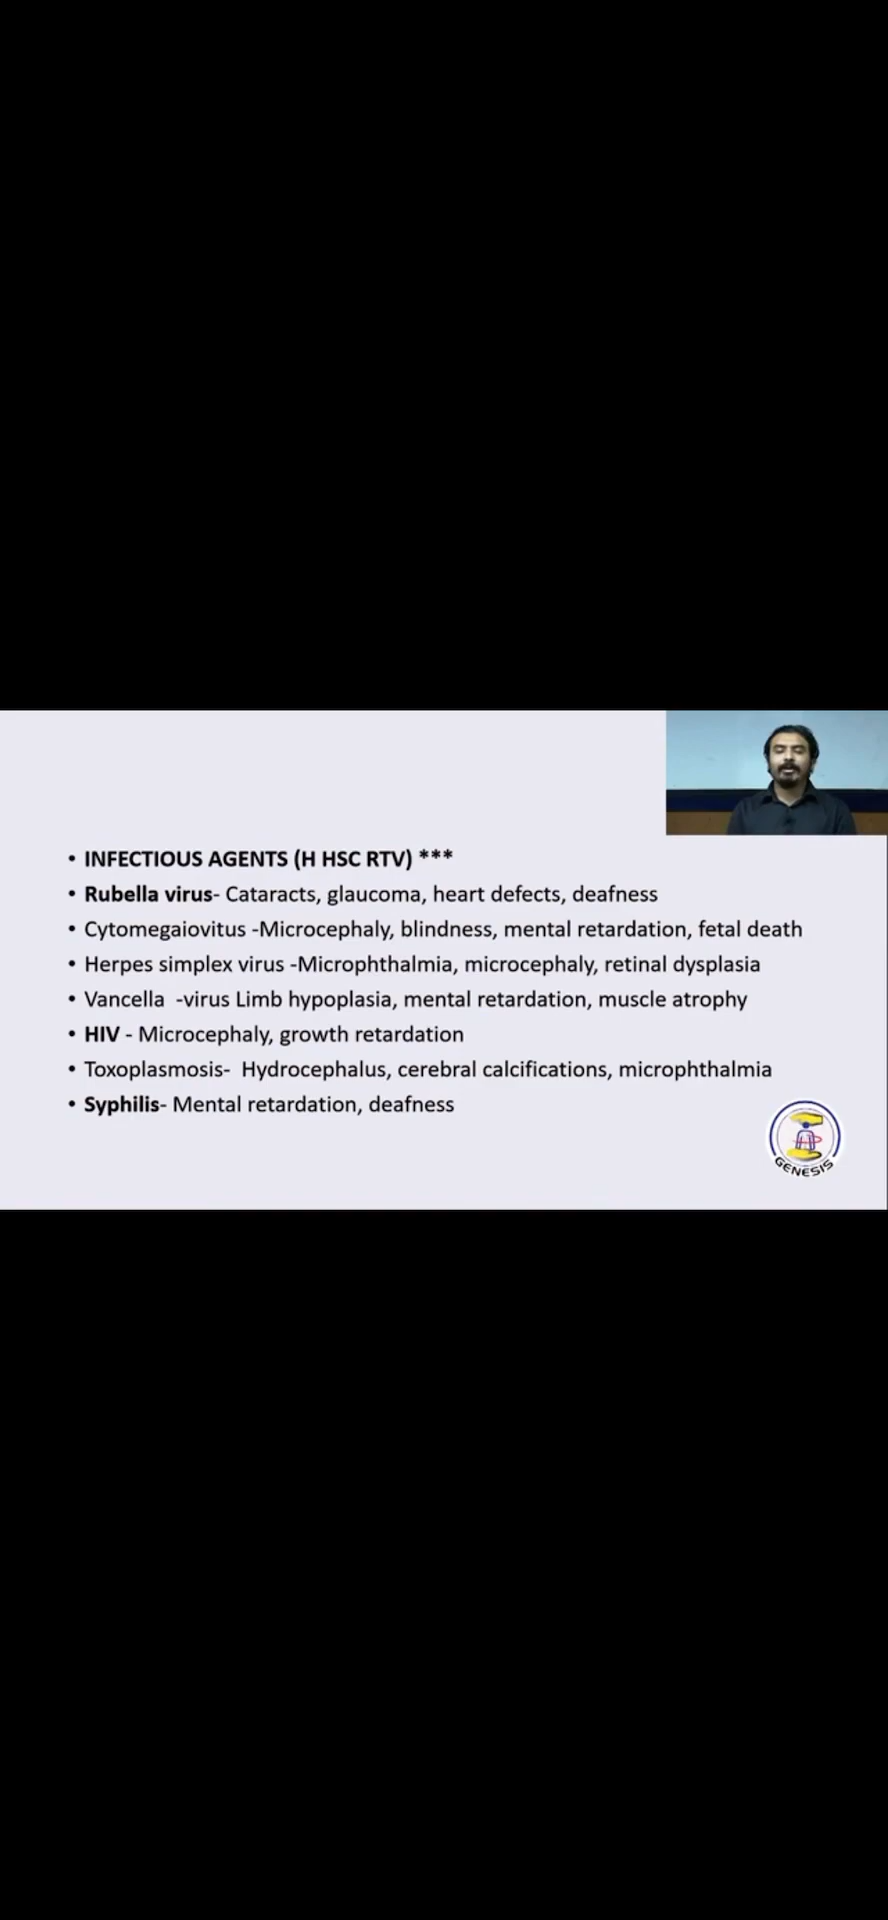 • INFECTIOUS AGENTS (H HSC RTV) ***
• Rubella virus- Cataracts, glaucoma, heart defects, deafness
• Cytomegaiovitus -Microcephaly, blindness, mental retardation, fetal death
• Herpes simplex virus -Microphthalmia, microcephaly, retinal dysplasia
• Vancella -virus Limb hypoplasia, mental retardation, muscle atrophy
• HIV - Microcephaly, growth retardation
• Toxoplasmosis- Hydrocephalus, cerebral calcifications, microphthalmia
• Syphilis- Mental retardation, deafness
GENESIS